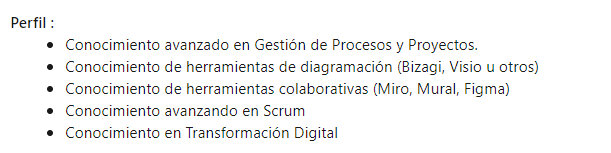 Perfil :
• Conocimiento avanzado en Gestión de Procesos y Proyectos.
• Conocimiento de herramientas de diagramación (Bizagi, Visio u otros)
• Conocimiento de herramientas colaborativas (Miro, Mural, Figma)
• Conocimiento avanzando en Scrum
• Conocimiento en Transformación Digital